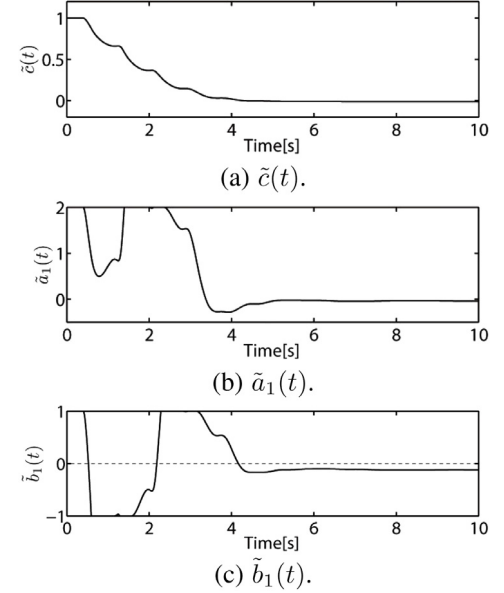 1
0.5
0
c̃(t)
0 2 4 6 8 10
Time[s]
(a) c̃(t).
2
1
0
ã₁(t)
0 2 4 6 8 10
Time[s]
(b) ã₁(t).
1
0
−1
b̃₁(t)
0 2 4 6 8 10
Time[s]
(c) b̃₁(t).